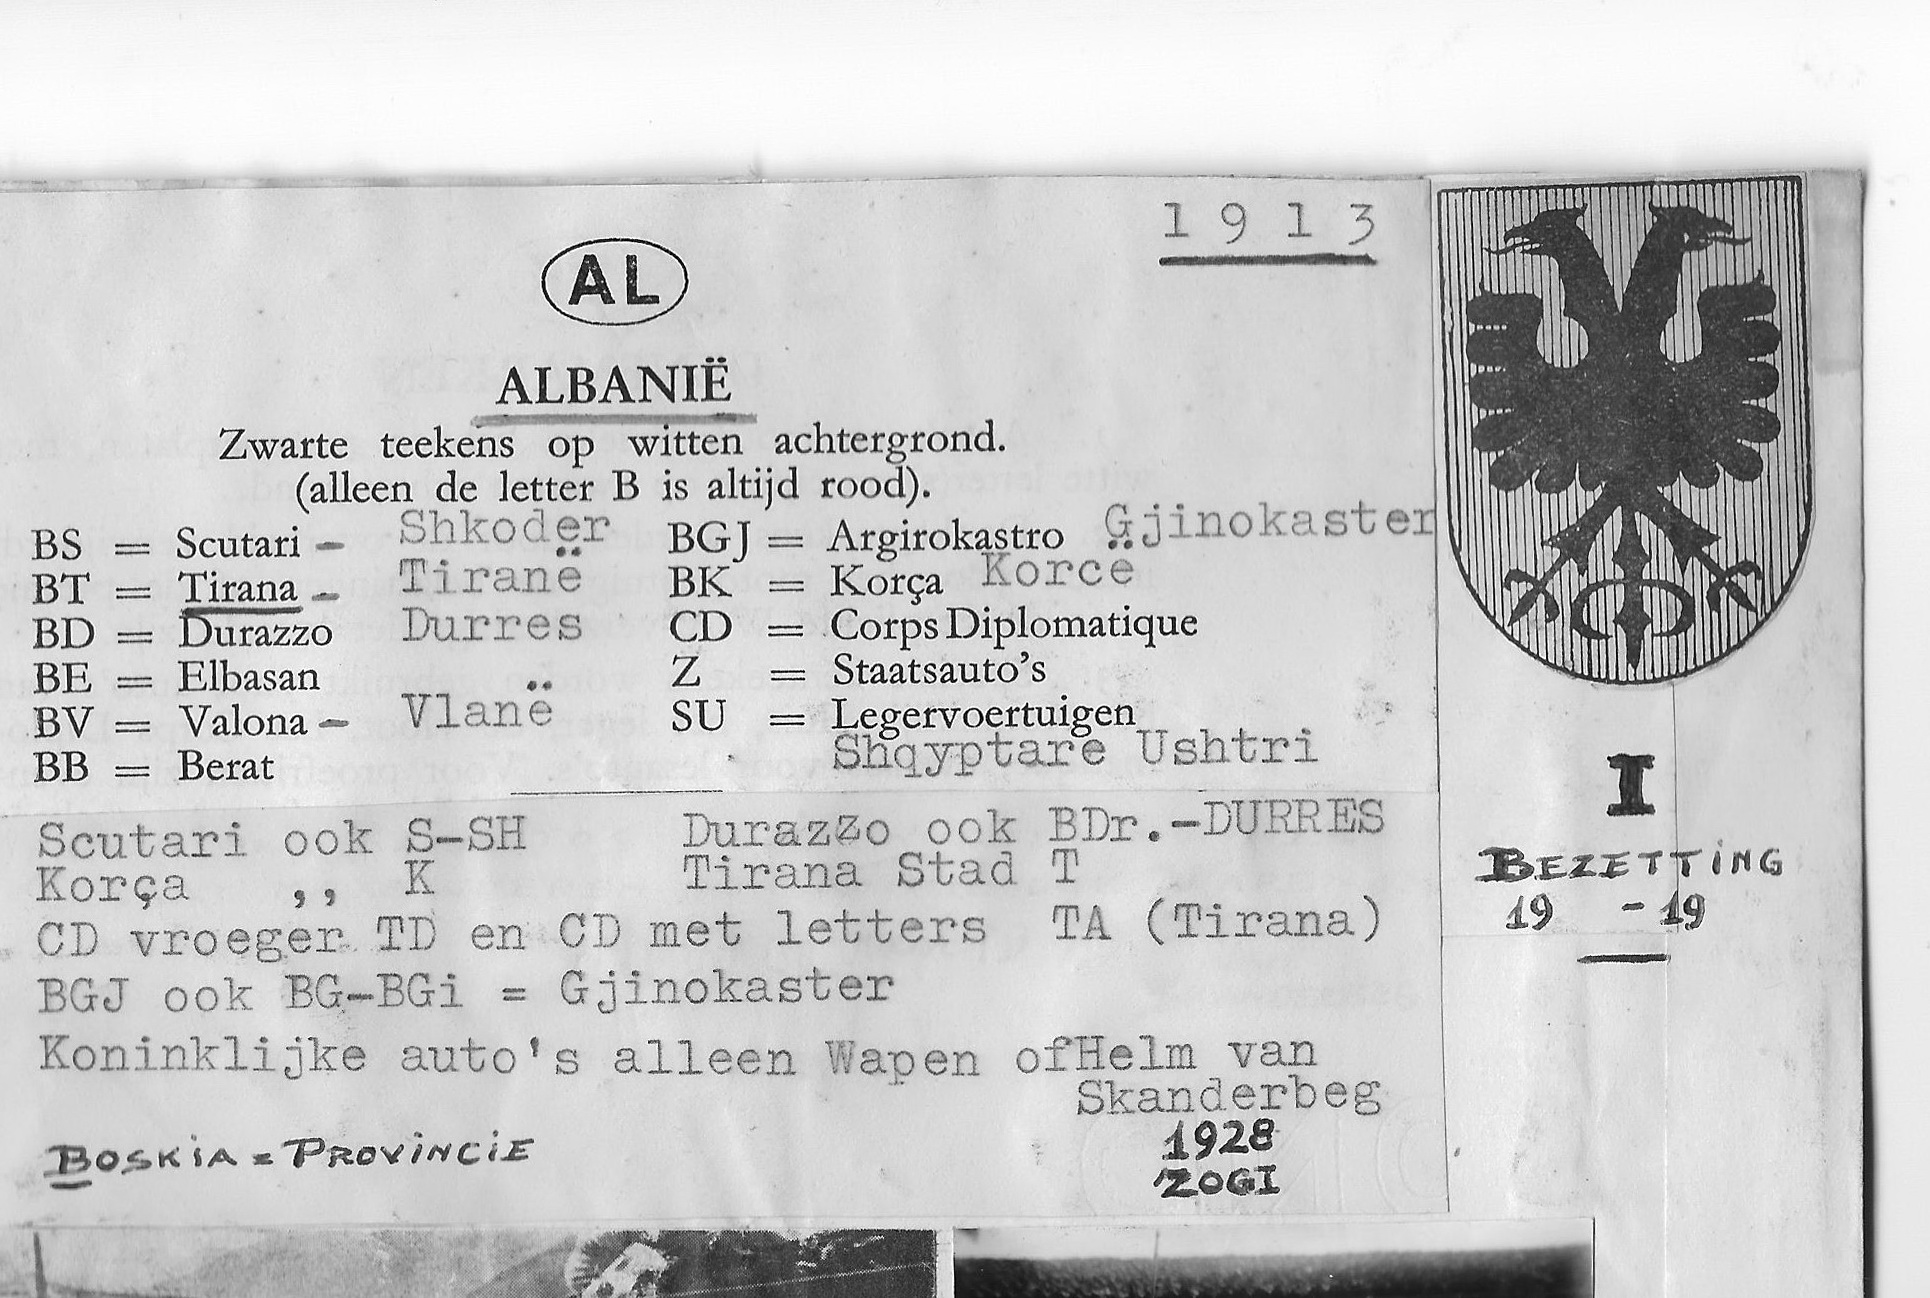 1913
AL
ALBANIË
Zwarte teekens op witten achtergrond.
(alleen de letter B is altijd rood).
BS = Scutari - Shkoder
BT = Tirana - Tiranë
BD = Durazzo Durres
BE = Elbasan
BV = Valona - Vlanë
BB = Berat
BGJ = Argirokastro Gjinokaster
BK = Korça Korcë
CD = Corps Diplomatique
Z = Staatsauto's
SU = Legervoertuigen
Shqyptare Ushtri
Scutari ook S-SH Durazzo ook BDr.-DURRES
Korça ,, K Tirana Stad T
CD vroeger TD en CD met letters TA (Tirana)
BGJ ook BG-BGi = Gjinokaster
Koninklijke auto's alleen Wapen ofHelm van
Skanderbeg
BOSKIA = PROVINCIE
1928
ZOGI
I
BEZETTING
19 - 19